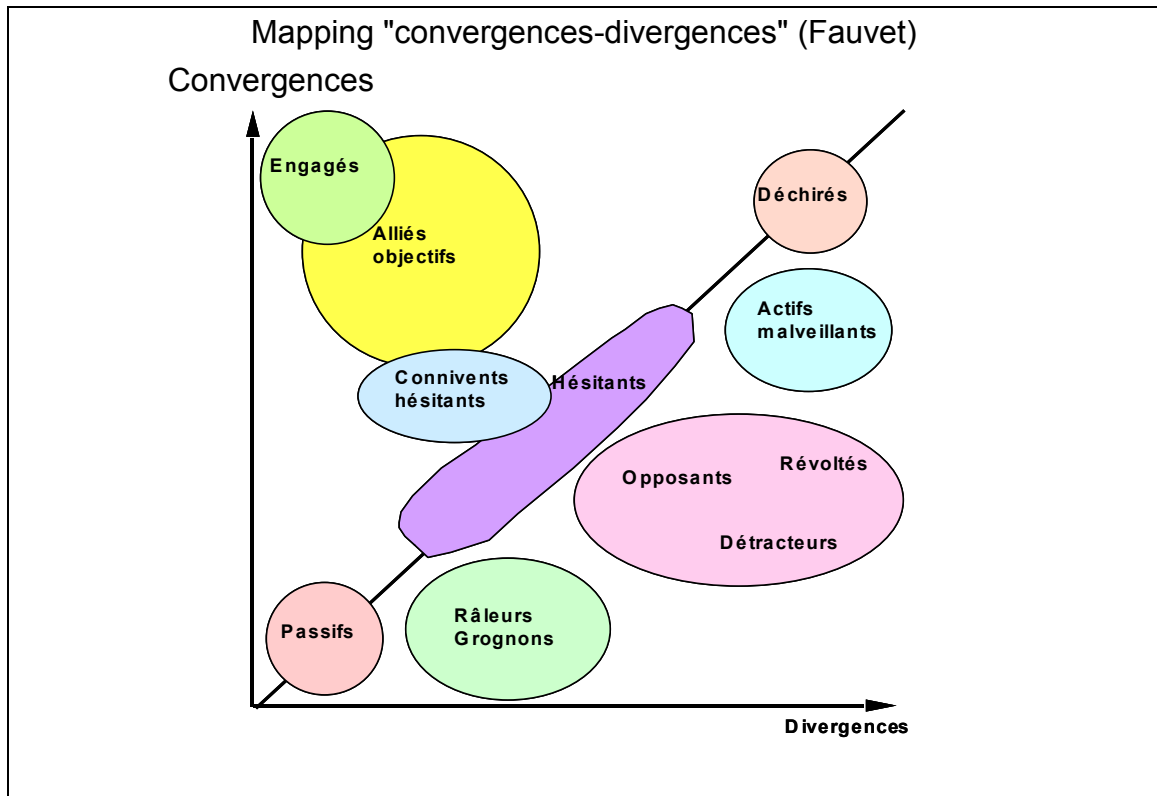 Mapping "convergences-divergences" (Fauvet)
Convergences
Engagés
Déchirés
Alliés
objectifs
Actifs
malveillants
Connivents
hésitants
Hésitants
Révoltés
Opposants
Détracteurs
Râleurs
Grognons
Passifs
Divergences